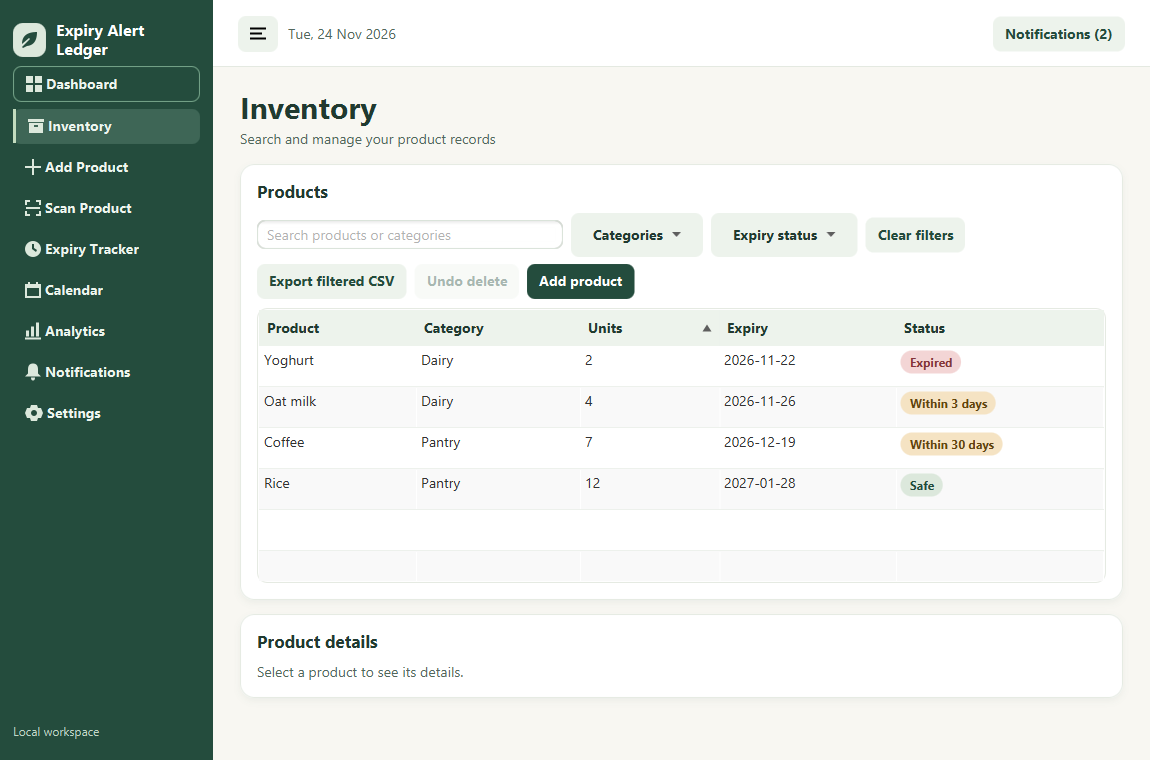 Expiry Alert
Ledger
Dashboard
Inventory
Add Product
Scan Product
Expiry Tracker
Calendar
Analytics
Notifications
Settings
Local workspace
Tue, 24 Nov 2026
Notifications (2)
Inventory
Search and manage your product records
Products
Search products or categories
Categories
Expiry status
Clear filters
Export filtered CSV
Undo delete
Add product
Product Category Units Expiry Status
Yoghurt Dairy 2 2026-11-22 Expired
Oat milk Dairy 4 2026-11-26 Within 3 days
Coffee Pantry 7 2026-12-19 Within 30 days
Rice Pantry 12 2027-01-28 Safe
Product details
Select a product to see its details.